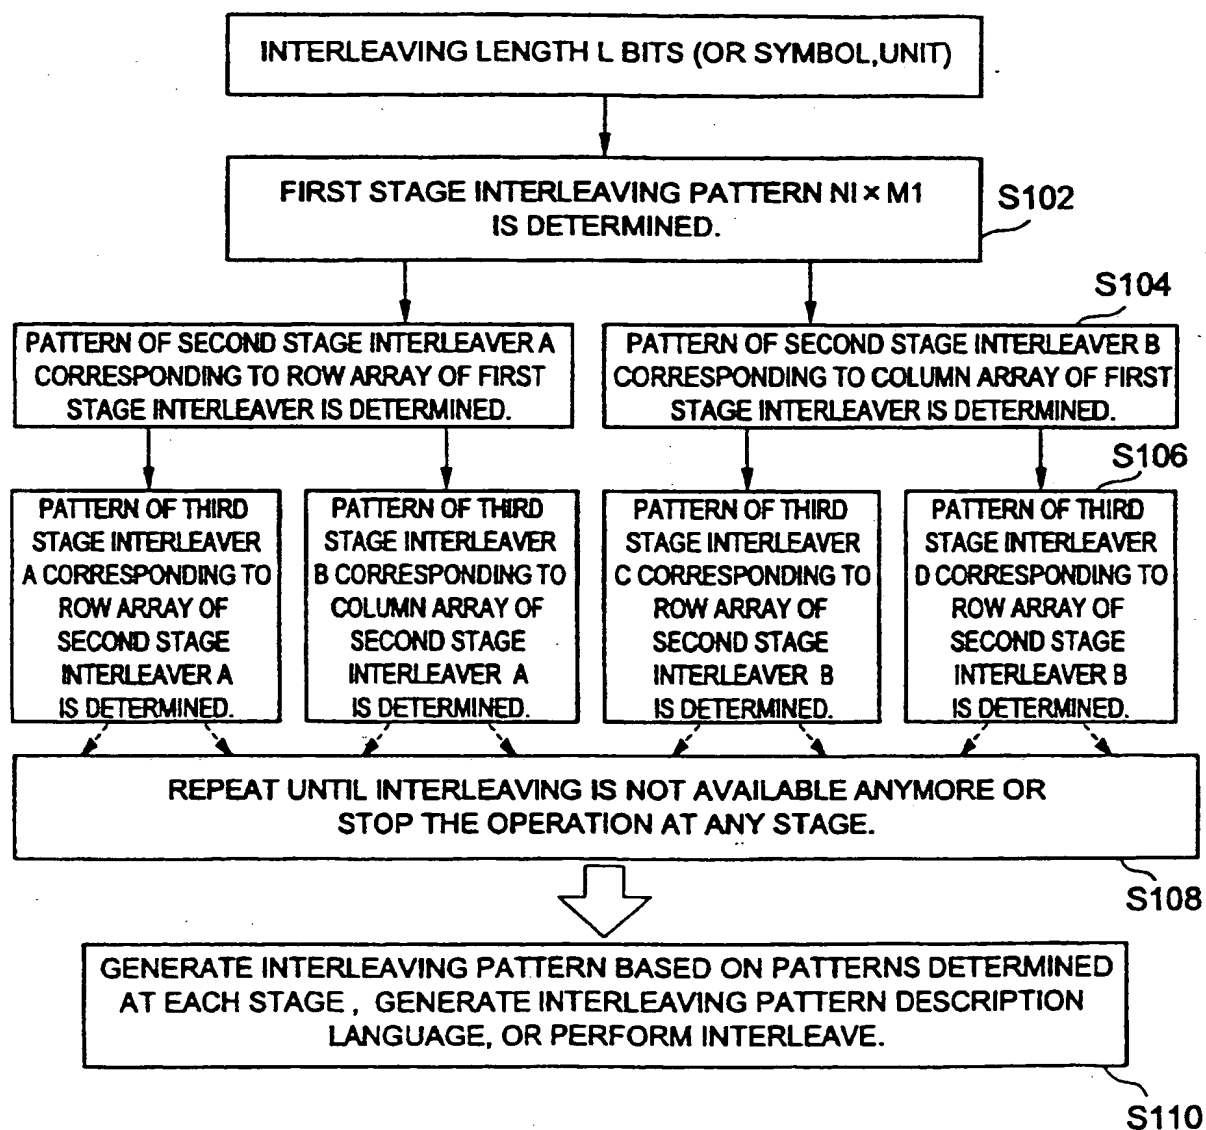 INTERLEAVING LENGTH L BITS (OR SYMBOL,UNIT)
FIRST STAGE INTERLEAVING PATTERN NI × M1
IS DETERMINED.
S102
S104
PATTERN OF SECOND STAGE INTERLEAVER A
CORRESPONDING TO ROW ARRAY OF FIRST
STAGE INTERLEAVER IS DETERMINED.
PATTERN OF SECOND STAGE INTERLEAVER B
CORRESPONDING TO COLUMN ARRAY OF FIRST
STAGE INTERLEAVER IS DETERMINED.
S106
PATTERN OF THIRD
STAGE INTERLEAVER
A CORRESPONDING TO
ROW ARRAY OF
SECOND STAGE
INTERLEAVER A
IS DETERMINED.
PATTERN OF THIRD
STAGE INTERLEAVER
B CORRESPONDING TO
COLUMN ARRAY OF
SECOND STAGE
INTERLEAVER A
IS DETERMINED.
PATTERN OF THIRD
STAGE INTERLEAVER
C CORRESPONDING TO
ROW ARRAY OF
SECOND STAGE
INTERLEAVER B
IS DETERMINED.
PATTERN OF THIRD
STAGE INTERLEAVER
D CORRESPONDING TO
ROW ARRAY OF
SECOND STAGE
INTERLEAVER B
IS DETERMINED.
REPEAT UNTIL INTERLEAVING IS NOT AVAILABLE ANYMORE OR
STOP THE OPERATION AT ANY STAGE.
S108
GENERATE INTERLEAVING PATTERN BASED ON PATTERNS DETERMINED
AT EACH STAGE , GENERATE INTERLEAVING PATTERN DESCRIPTION
LANGUAGE, OR PERFORM INTERLEAVE.
S110